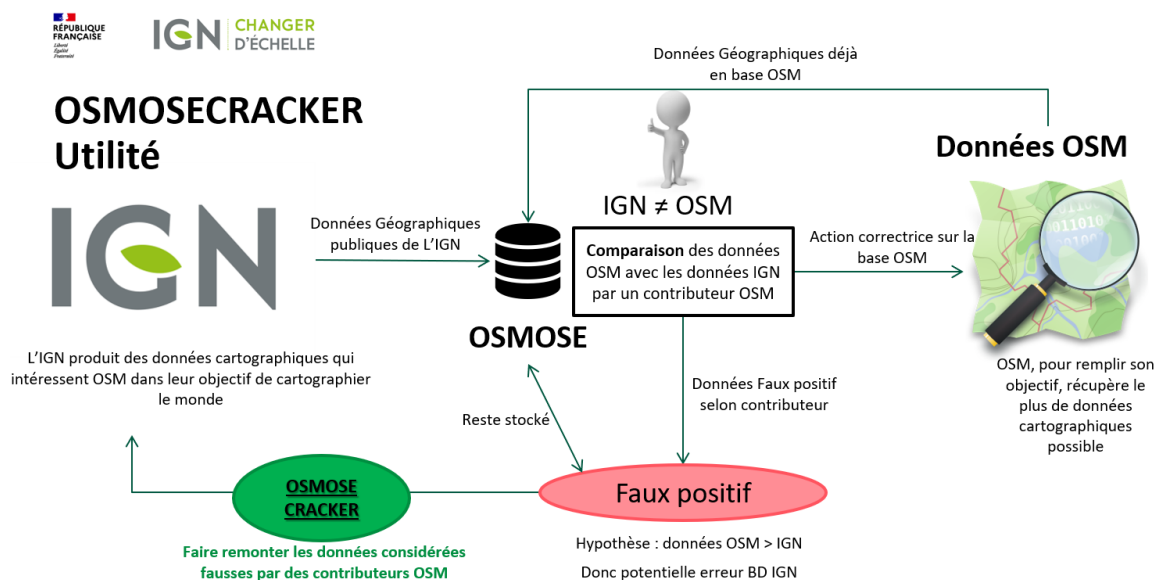 RÉPUBLIQUE
FRANÇAISE
Liberté
Égalité
Fraternité
IGN
CHANGER
D'ÉCHELLE
OSMOSECRACKER
Utilité
Données Géographiques déjà
en base OSM
Données OSM
IGN
Données Géographiques
publiques de L'IGN
IGN ≠ OSM
Comparaison des données
OSM avec les données IGN
par un contributeur OSM
Action correctrice sur la
base OSM
OSMOSE
L'IGN produit des données cartographiques qui
intéressent OSM dans leur objectif de cartographier
le monde
OSM, pour remplir son
objectif, récupère le
plus de données
cartographiques
possible
Données Faux positif
selon contributeur
Reste stocké
OSMOSE
CRACKER
Faux positif
Faire remonter les données considérées
fausses par des contributeurs OSM
Hypothèse : données OSM > IGN
Donc potentielle erreur BD IGN